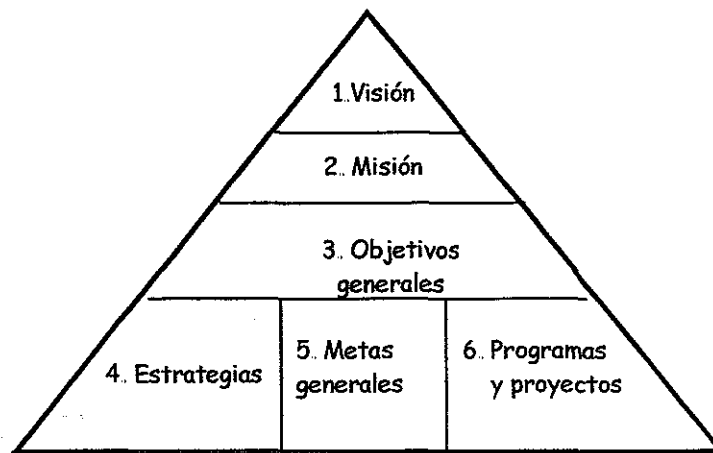 1. Visión
2. Misión
3. Objetivos
generales
4. Estrategias
5. Metas
generales
6. Programas
y proyectos